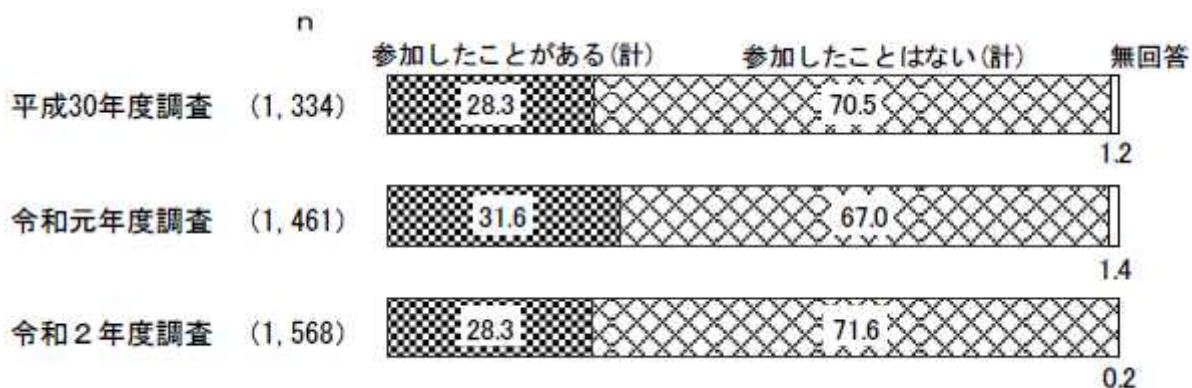 n
参加したことがある(計) 参加したことはない(計) 無回答
平成30年度調査 (1,334) 28.3 70.5
1.2
令和元年度調査 (1,461) 31.6 67.0
1.4
令和２年度調査 (1,568) 28.3 71.6
0.2